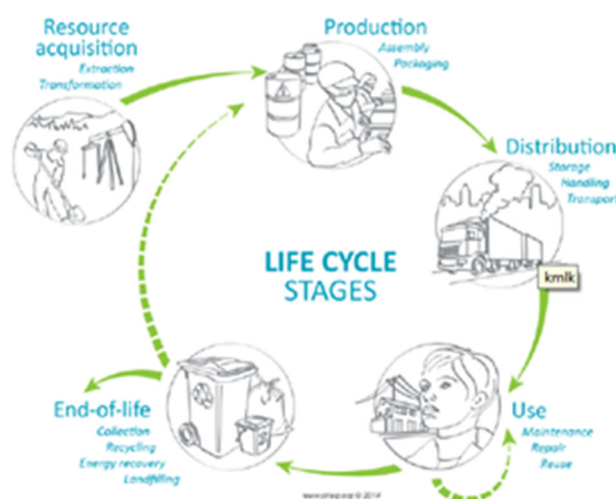 Resource
acquisition
Extraction
Transformation
Production
Assembly
Packaging
Distribution
Storage
Handling
Transport
kmlk
LIFE CYCLE
STAGES
End-of-life
Collection
Recycling
Energy recovery
Landfilling
Use
Maintenance
Repair
Reuse
© 2014